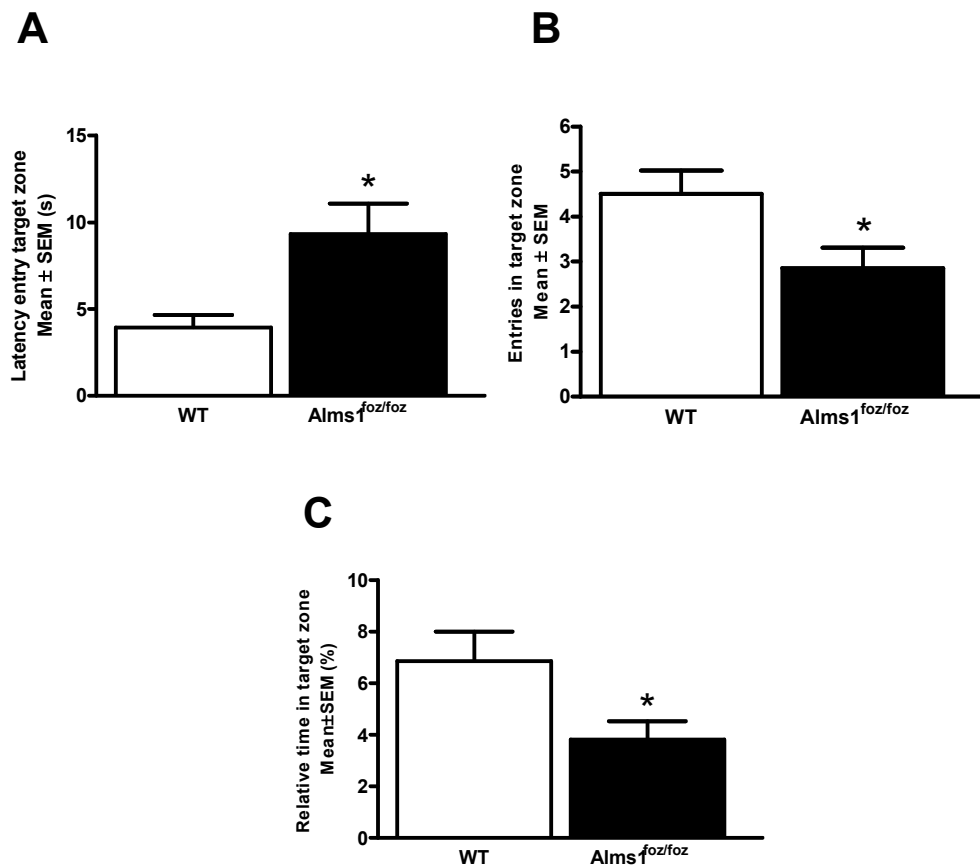 A
Latency entry target zone
Mean ± SEM (s)
15
10
5
0
*
WT
Alms1foz/foz
B
Entries in target zone
Mean ± SEM
6
5
4
3
2
1
0
*
WT
Alms1foz/foz
C
Relative time in target zone
Mean±SEM (%)
10
8
6
4
2
0
*
WT
Alms1foz/foz